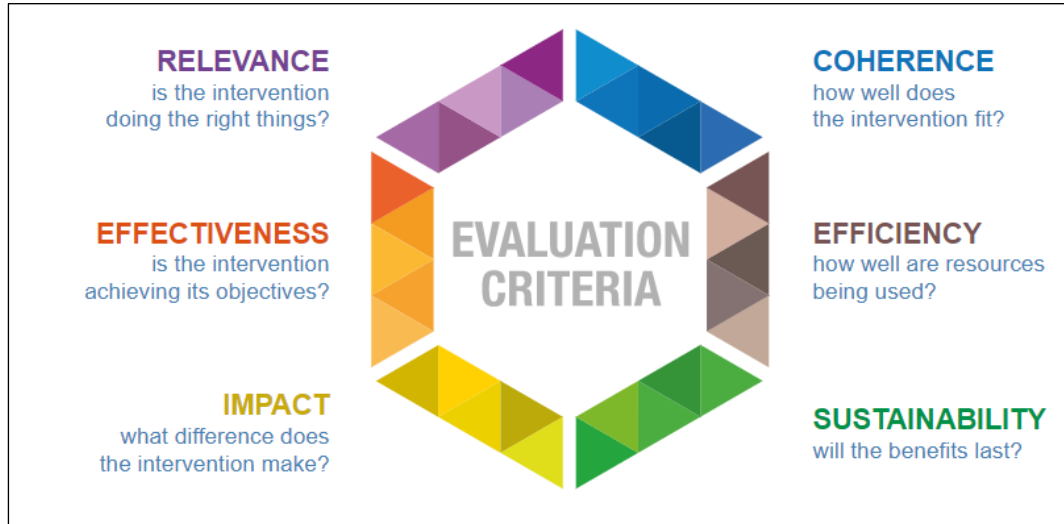 RELEVANCE
is the intervention
doing the right things?
COHERENCE
how well does
the intervention fit?
EFFECTIVENESS
is the intervention
achieving its objectives?
EVALUATION
CRITERIA
EFFICIENCY
how well are resources
being used?
IMPACT
what difference does
the intervention make?
SUSTAINABILITY
will the benefits last?